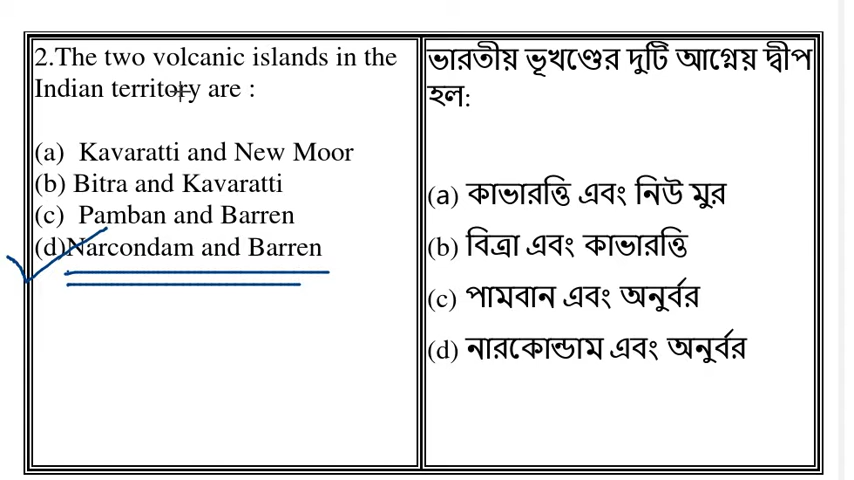 2.The two volcanic islands in the
Indian territory are :
(a) Kavaratti and New Moor
(b) Bitra and Kavaratti
(c) Pamban and Barren
(d)Narcondam and Barren
ভারতীয় ভূখণ্ডের দুটি আগ্নেয় দ্বীপ
হল:
(a) কাভারত্তি এবং নিউ মুর
(b) বিত্রা এবং কাভারত্তি
(c) পামবান এবং অনুর্বর
(d) নারকোন্ডাম এবং অনুর্বর